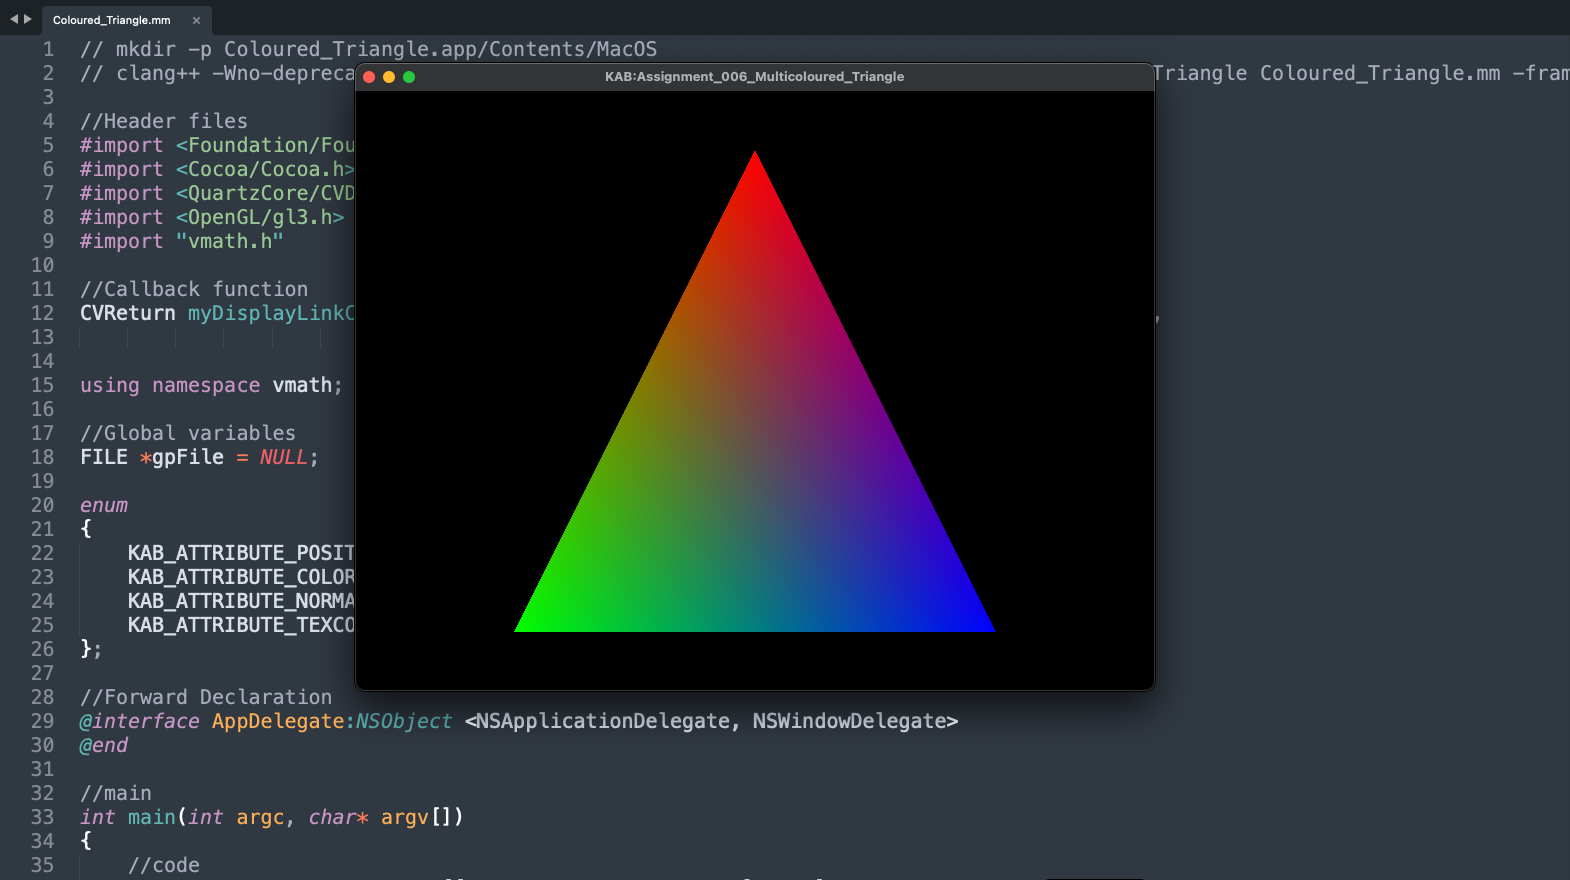 Coloured_Triangle.mm ×
1 // mkdir -p Coloured_Triangle.app/Contents/MacOS
2 // clang++ -Wno-depreca
Triangle Coloured_Triangle.mm -fram
KAB:Assignment_006_Multicoloured_Triangle
3
4 //Header files
5 #import <Foundation/Fou
6 #import <Cocoa/Cocoa.h>
7 #import <QuartzCore/CVD
8 #import <OpenGL/gl3.h>
9 #import "vmath.h"
10
11 //Callback function
12 CVReturn myDisplayLinkC ,
13
14
15 using namespace vmath;
16
17 //Global variables
18 FILE *gpFile = NULL;
19
20 enum
21 {
22 KAB_ATTRIBUTE_POSIT
23 KAB_ATTRIBUTE_COLOR
24 KAB_ATTRIBUTE_NORMA
25 KAB_ATTRIBUTE_TEXCO
26 };
27
28 //Forward Declaration
29 @interface AppDelegate:NSObject <NSApplicationDelegate, NSWindowDelegate>
30 @end
31
32 //main
33 int main(int argc, char* argv[])
34 {
35 //code